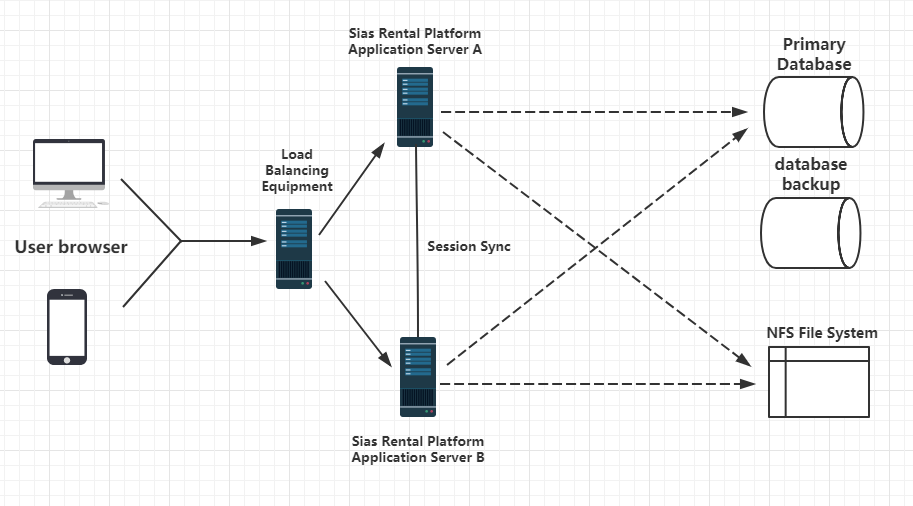 Sias Rental Platform
Application Server A
Primary
Database
Load
Balancing
Equipment
database
backup
User browser
Session Sync
NFS File System
Sias Rental Platform
Application Server B